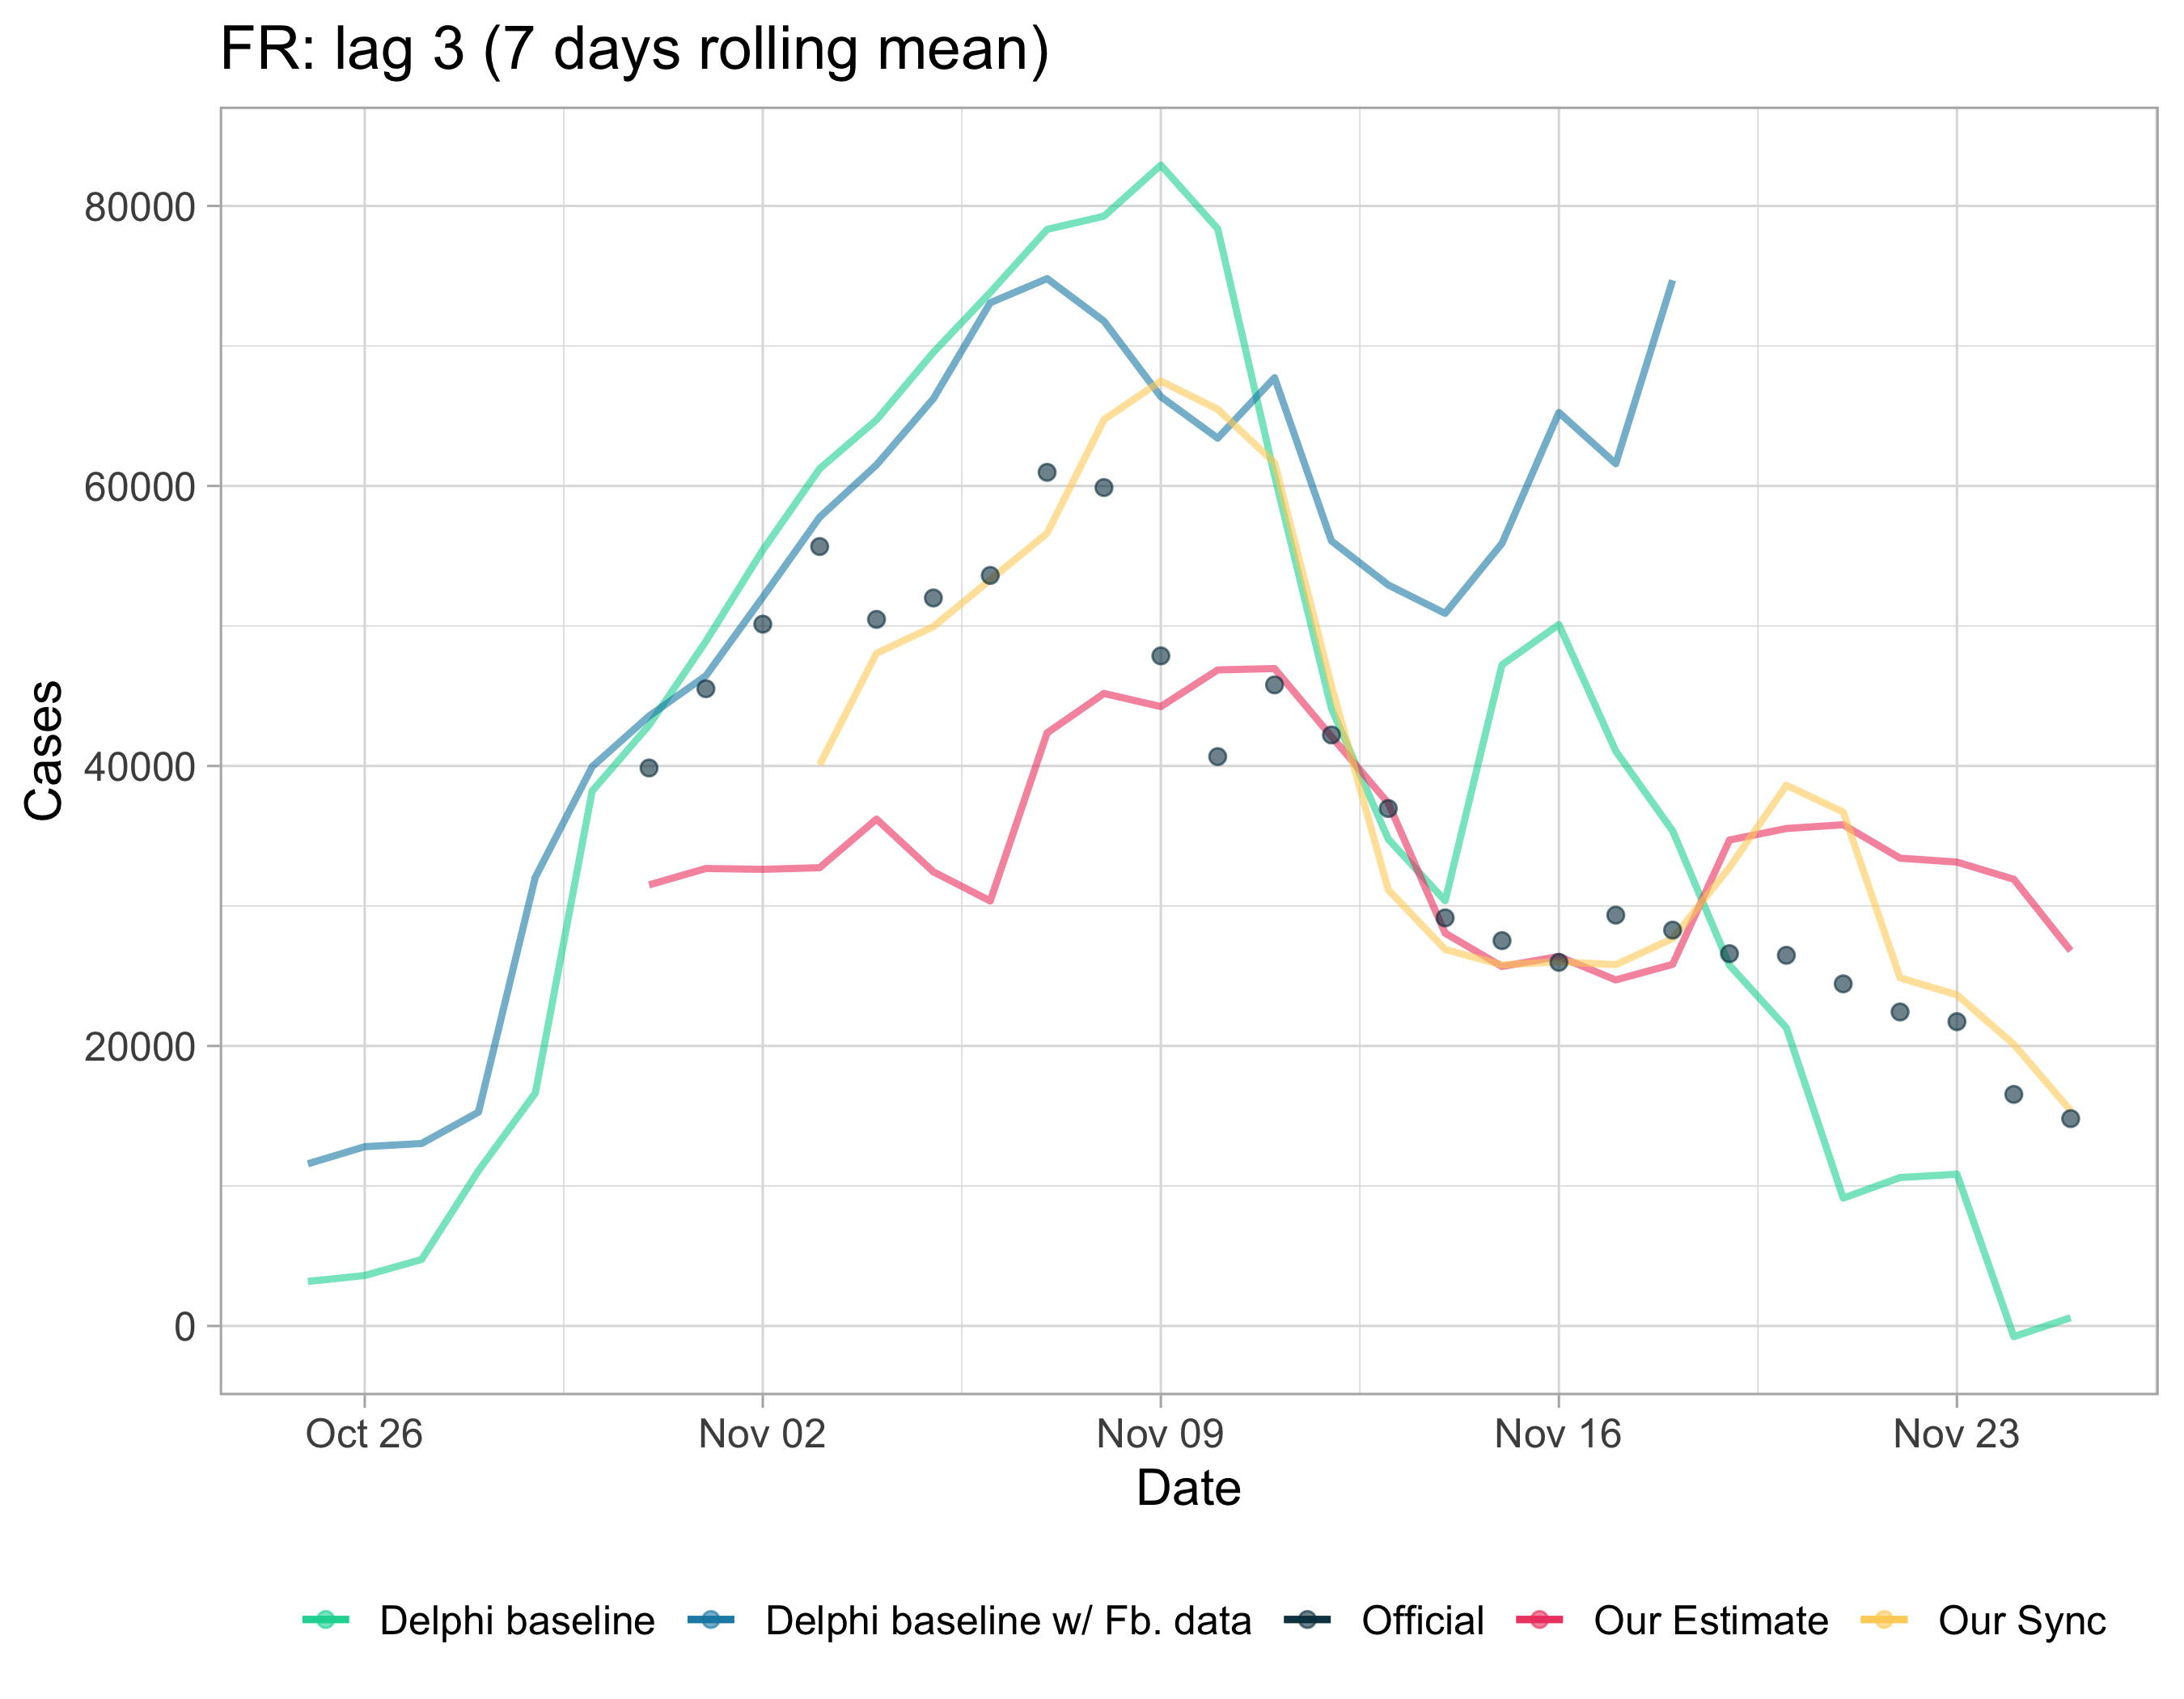 FR: lag 3 (7 days rolling mean)
80000
60000
40000
20000
0
Cases
Oct 26 Nov 02 Nov 09 Nov 16 Nov 23
Date
Delphi baseline Delphi baseline w/ Fb. data Official Our Estimate Our Sync